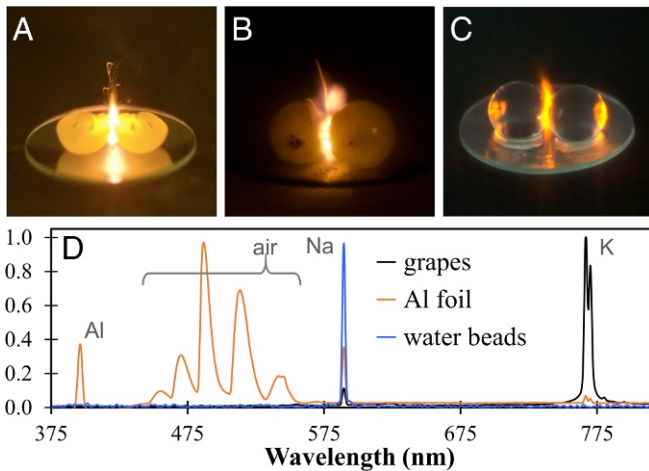 A
B
C
D
1.0
0.8
0.6
0.4
0.2
0.0
Al
air
Na
K
grapes
Al foil
water beads
375
475
575
675
775
Wavelength (nm)